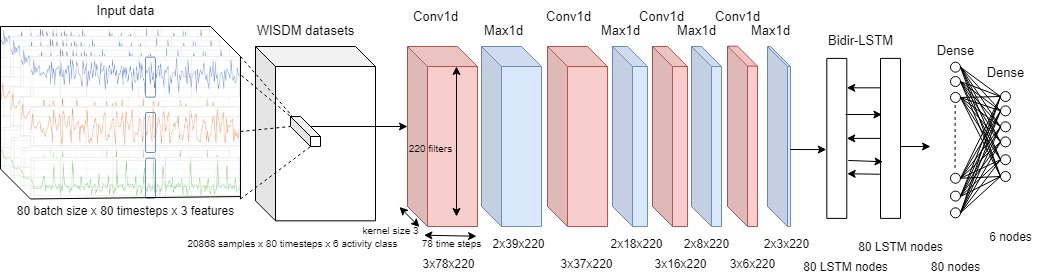 Input data
WISDM datasets
Conv1d
Max1d
Conv1d
Max1d
Conv1d
Max1d
Conv1d
Max1d
Bidir-LSTM
Dense
Dense
220 filters
80 batch size x 80 timesteps x 3 features
kernel size 3
20868 samples x 80 timesteps x 6 activity class
78 time steps
2x39x220
2x18x220
2x8x220
2x3x220
80 LSTM nodes
6 nodes
3x78x220
3x37x220
3x16x220
3x6x220
80 LSTM nodes
80 nodes